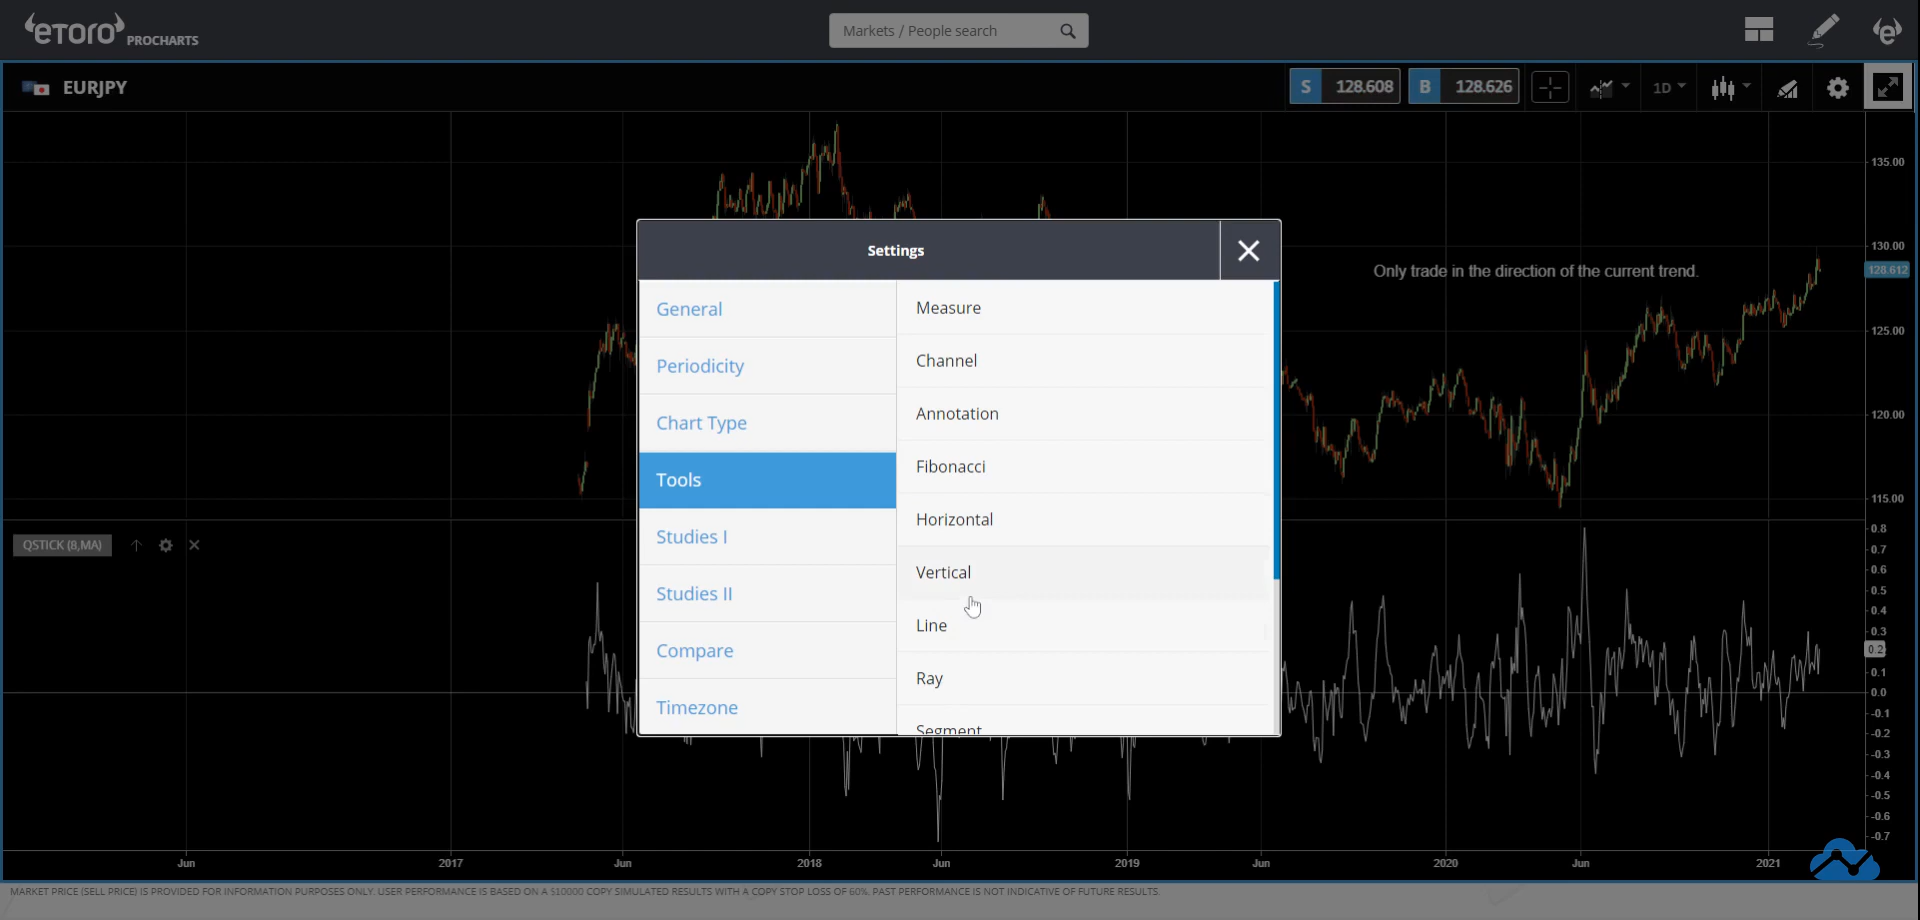 eTORO PROCHARTS
Markets / People search
EURJPY
S 128.608
B 128.626
1D
135.00
130.00
128.612
125.00
120.00
115.00
Only trade in the direction of the current trend.
Settings
General
Periodicity
Chart Type
Tools
Studies I
Studies II
Compare
Timezone
Measure
Channel
Annotation
Fibonacci
Horizontal
Vertical
Line
Ray
Segment
QSTICK (8,MA)
0.8
0.7
0.6
0.5
0.4
0.3
0.2
0.1
0.0
-0.1
-0.2
-0.3
-0.4
-0.5
-0.6
-0.7
Jun 2017 Jun 2018 Jun 2019 Jun 2020 Jun 2021
MARKET PRICE (SELL PRICE) IS PROVIDED FOR INFORMATION PURPOSES ONLY. USER PERFORMANCE IS BASED ON A $10000 COPY SIMULATED RESULTS WITH A COPY STOP LOSS OF 60%. PAST PERFORMANCE IS NOT INDICATIVE OF FUTURE RESULTS.